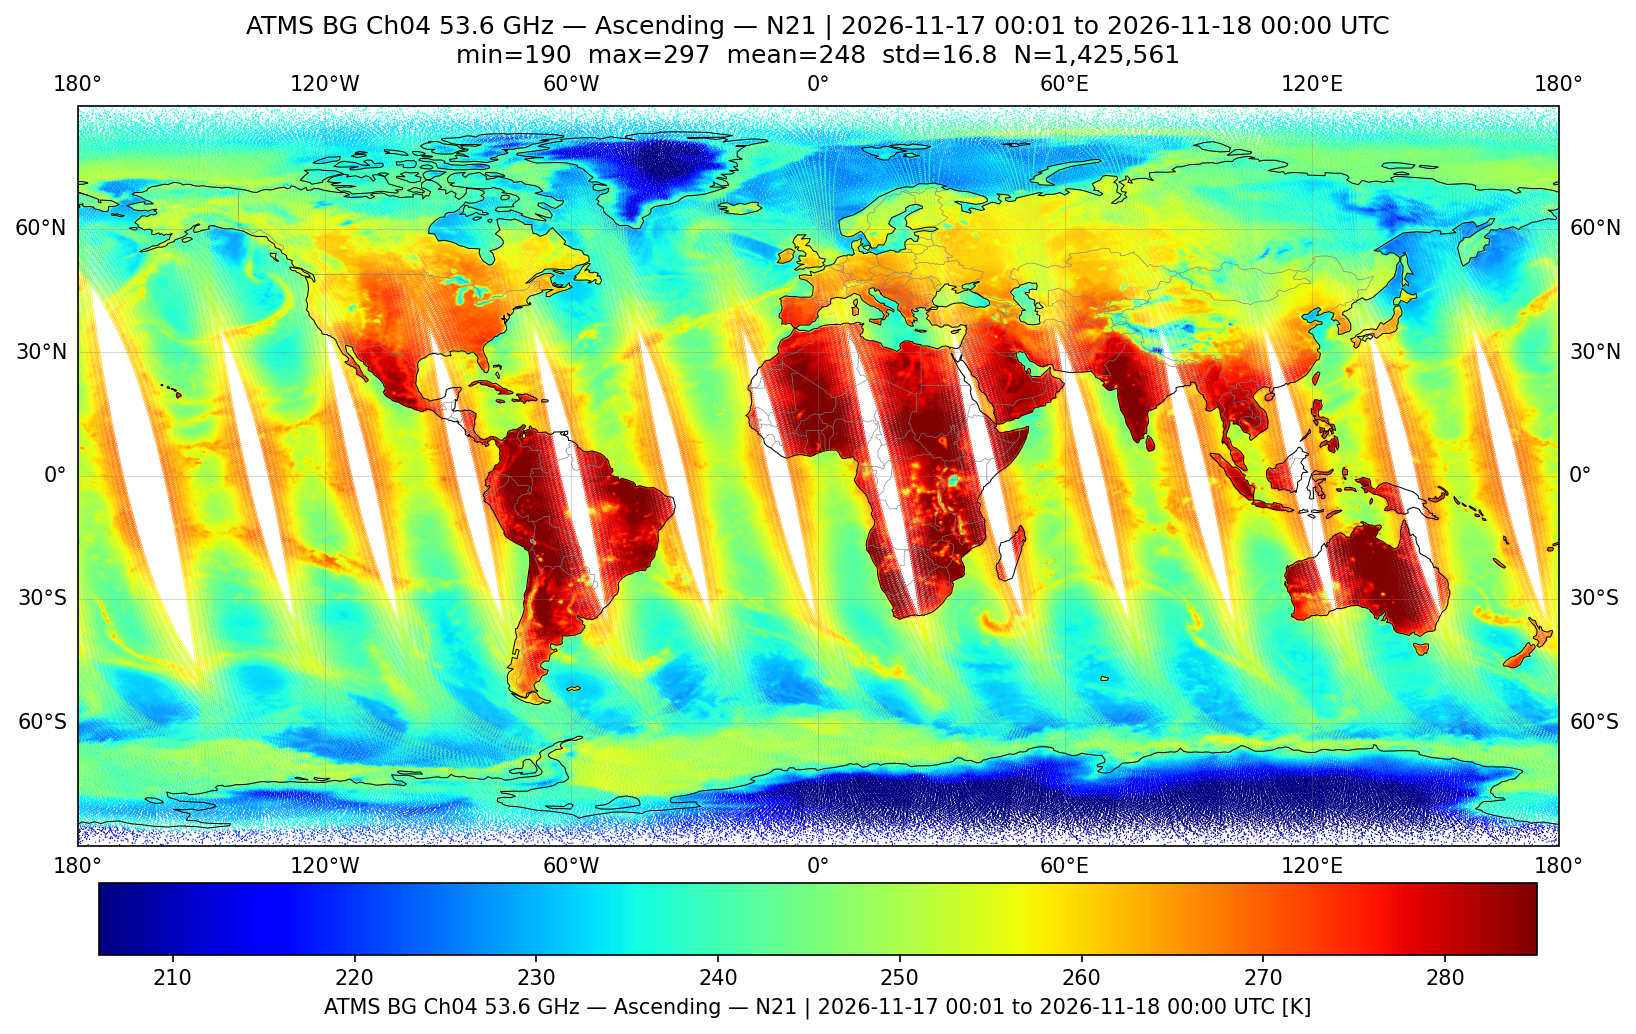 ATMS BG Ch04 53.6 GHz — Ascending — N21 | 2026-11-17 00:01 to 2026-11-18 00:00 UTC
min=190 max=297 mean=248 std=16.8 N=1,425,561
180° 120°W 60°W 0° 60°E 120°E 180°
60°N 60°N
30°N 30°N
0° 0°
30°S 30°S
60°S 60°S
180° 120°W 60°W 0° 60°E 120°E 180°
210 220 230 240 250 260 270 280
ATMS BG Ch04 53.6 GHz — Ascending — N21 | 2026-11-17 00:01 to 2026-11-18 00:00 UTC [K]